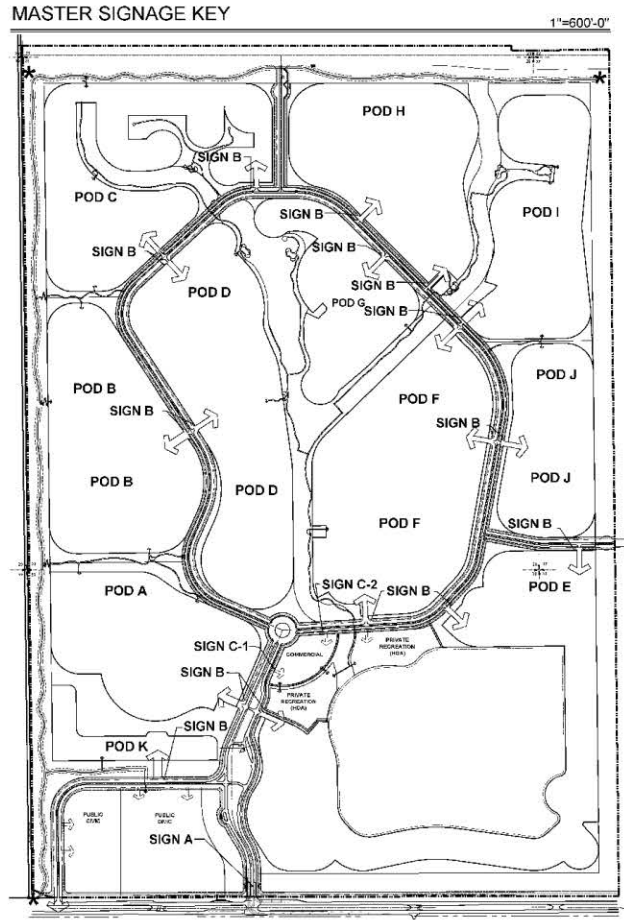 MASTER SIGNAGE KEY
1"=600'-0"
POD H
SIGN B
POD C
SIGN B
POD I
SIGN B
SIGN B
SIGN B
POD D
POD G
SIGN B
POD J
POD B
POD F
SIGN B
SIGN B
POD B
POD D
POD J
POD F
SIGN B
SIGN C-2
SIGN B
POD E
POD A
SIGN C-1
COMMERCIAL
PRIVATE
RECREATION
(HOA)
SIGN B
PRIVATE
RECREATION
(HOA)
SIGN B
POD K
PUBLIC
CIVIC
PUBLIC
CIVIC
SIGN A